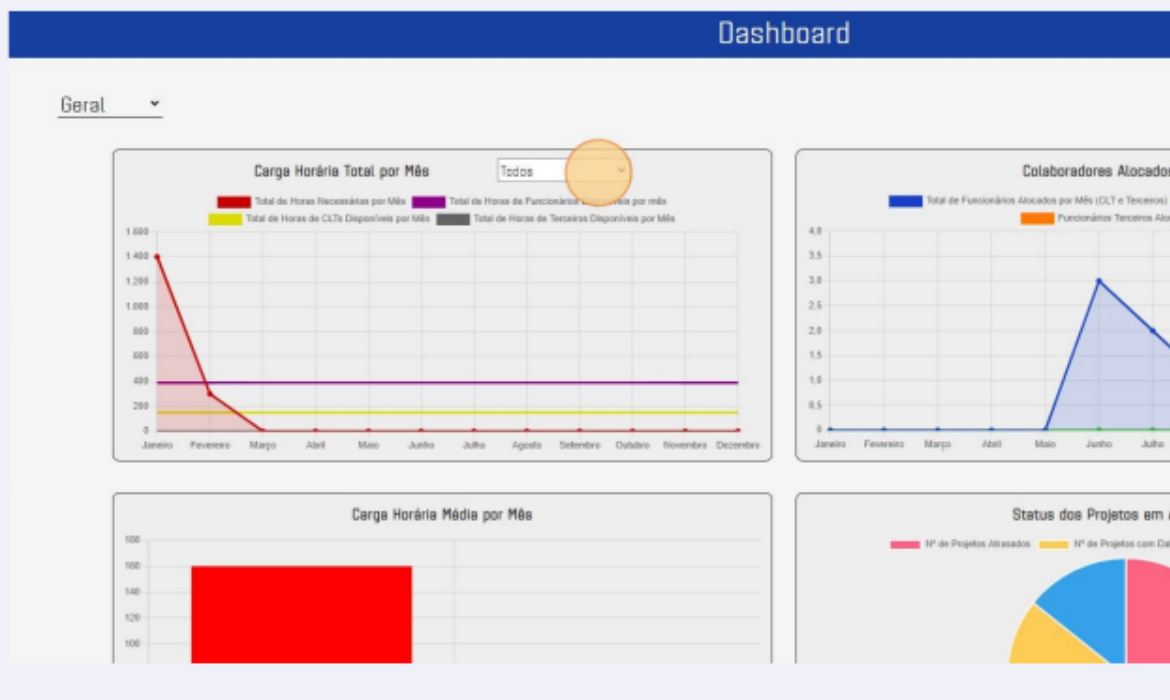 Dashboard
Geral
Carga Horária Total por Mês
Todos
Total de Horas Necessárias por Mês
Total de Horas de Funcionários Disponíveis por mês
Total de Horas de CLTs Disponíveis por Mês
Total de Horas de Terceiros Disponíveis por Mês
1.600
1.400
1.200
1.000
800
600
400
200
0
Janeiro Fevereiro Março Abril Maio Junho Julho Agosto Setembro Outubro Novembro Dezembro
Colaboradores Alocados
Total de Funcionários Alocados por Mês (CLT e Terceiros)
Funcionários Terceiros Alo
4,0
3,5
3,0
2,5
2,0
1,5
1,0
0,5
0
Janeiro Fevereiro Março Abril Maio Junho Julho
Carga Horária Média por Mês
180
160
140
120
100
Status dos Projetos em
Nº de Projetos Atrasados
Nº de Projetos com Dat